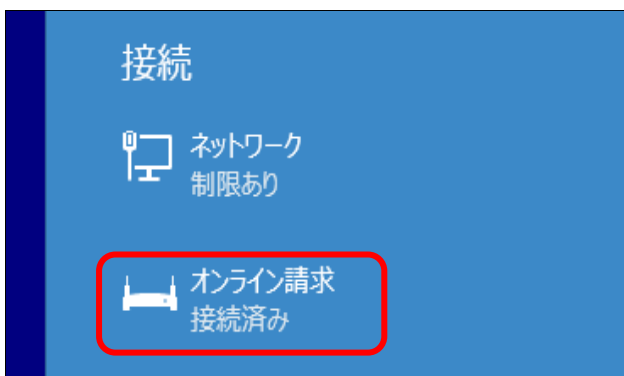 接続
ネットワーク
制限あり
オンライン請求
接続済み